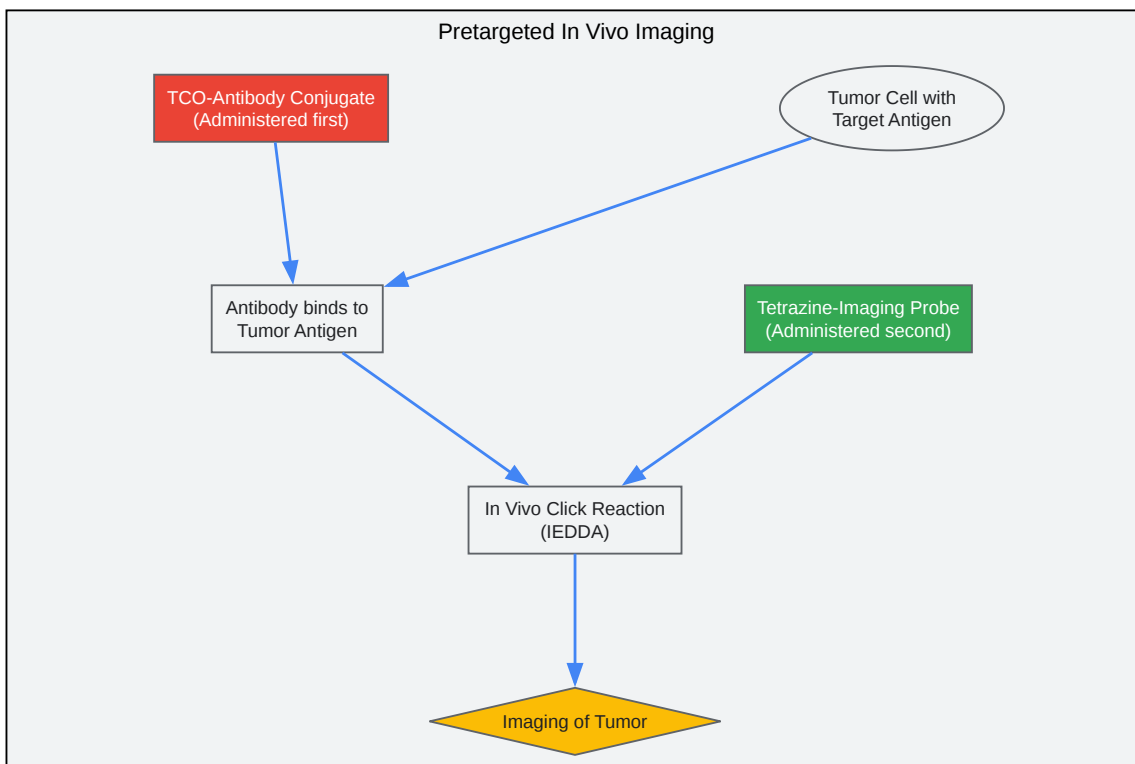 Pretargeted In Vivo Imaging
TCO-Antibody Conjugate
(Administered first)
Tumor Cell with
Target Antigen
Antibody binds to
Tumor Antigen
Tetrazine-Imaging Probe
(Administered second)
In Vivo Click Reaction
(IEDDA)
Imaging of Tumor